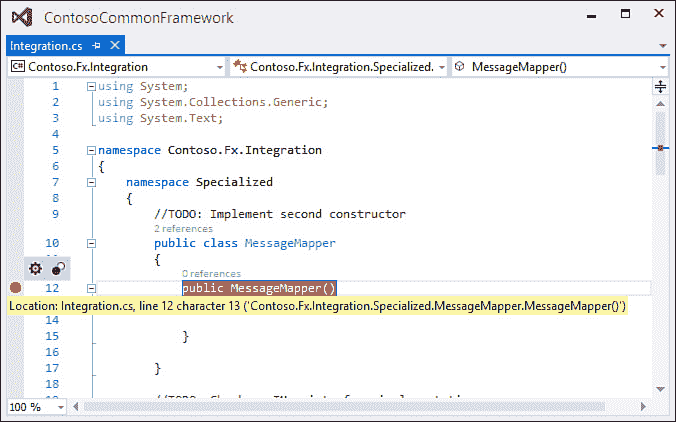 ContosoCommonFramework
Integration.cs
C# Contoso.Fx.Integration Contoso.Fx.Integration.Specialized. MessageMapper()
1 using System;
2 using System.Collections.Generic;
3 using System.Text;
4
5 namespace Contoso.Fx.Integration
6 {
7 namespace Specialized
8 {
9 //TODO: Implement second constructor
2 references
10 public class MessageMapper
{
0 references
12 public MessageMapper()
Location: Integration.cs, line 12 character 13 ('Contoso.Fx.Integration.Specialized.MessageMapper.MessageMapper()')
14
15 }
16
17 }
18
100 %